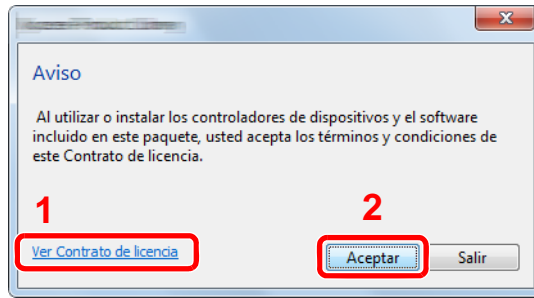 Aviso
Al utilizar o instalar los controladores de dispositivos y el software
incluido en este paquete, usted acepta los términos y condiciones de
este Contrato de licencia.
1
2
Ver Contrato de licencia
Aceptar
Salir